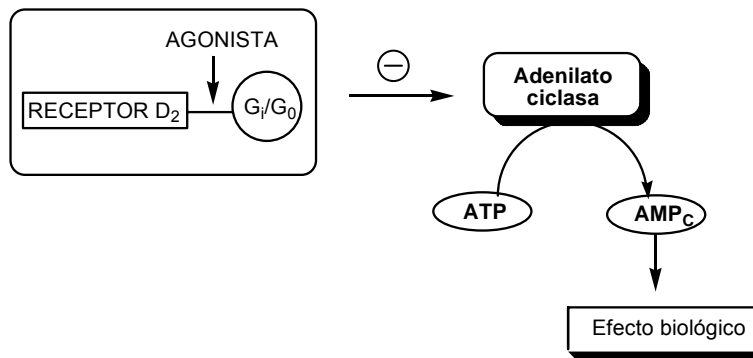 AGONISTA
RECEPTOR D2
Gi/G0
−
Adenilato
ciclasa
ATP
AMPC
Efecto biológico